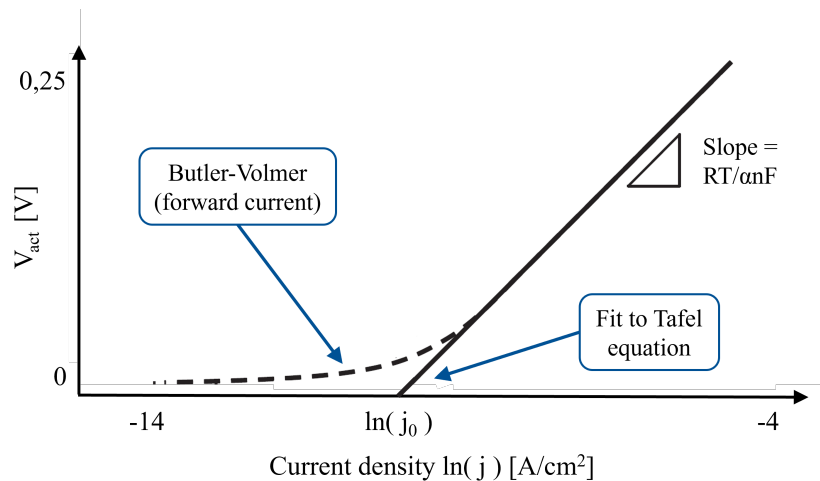 0,25
Butler-Volmer
(forward current)
Slope =
RT/αnF
V_act [V]
Fit to Tafel
equation
0
-14
ln( j₀ )
-4
Current density ln( j ) [A/cm²]